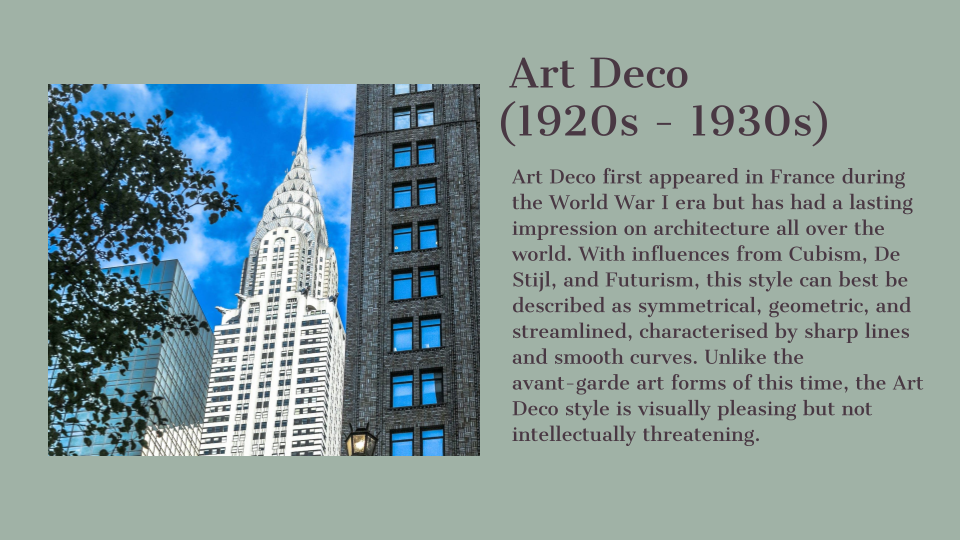 Art Deco
(1920s - 1930s)
Art Deco first appeared in France during
the World War I era but has had a lasting
impression on architecture all over the
world. With influences from Cubism, De
Stijl, and Futurism, this style can best be
described as symmetrical, geometric, and
streamlined, characterised by sharp lines
and smooth curves. Unlike the
avant-garde art forms of this time, the Art
Deco style is visually pleasing but not
intellectually threatening.